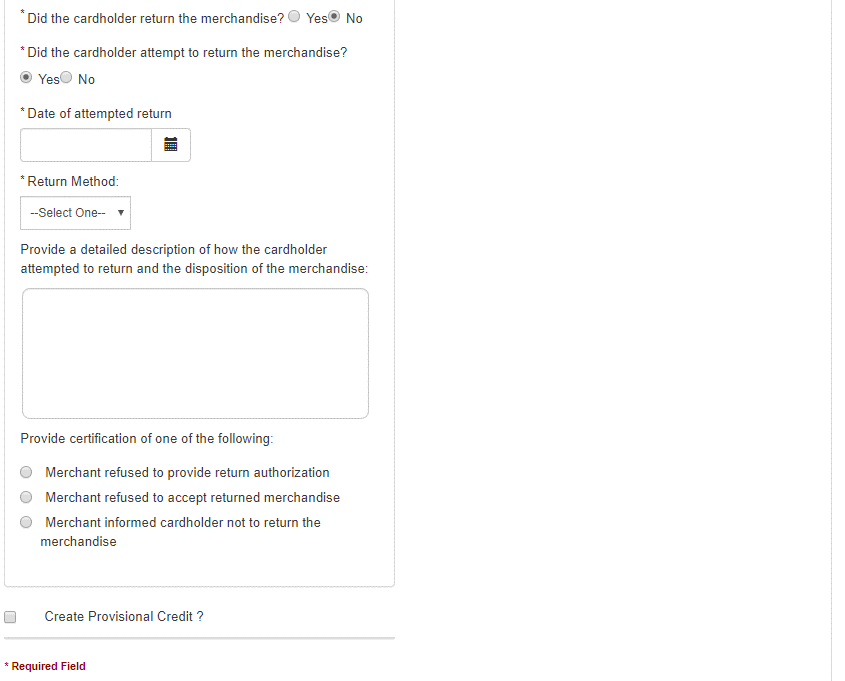 * Did the cardholder return the merchandise? Yes No
* Did the cardholder attempt to return the merchandise?
Yes No
* Date of attempted return
* Return Method:
--Select One--
Provide a detailed description of how the cardholder
attempted to return and the disposition of the merchandise:
Provide certification of one of the following:
Merchant refused to provide return authorization
Merchant refused to accept returned merchandise
Merchant informed cardholder not to return the
merchandise
Create Provisional Credit ?
* Required Field